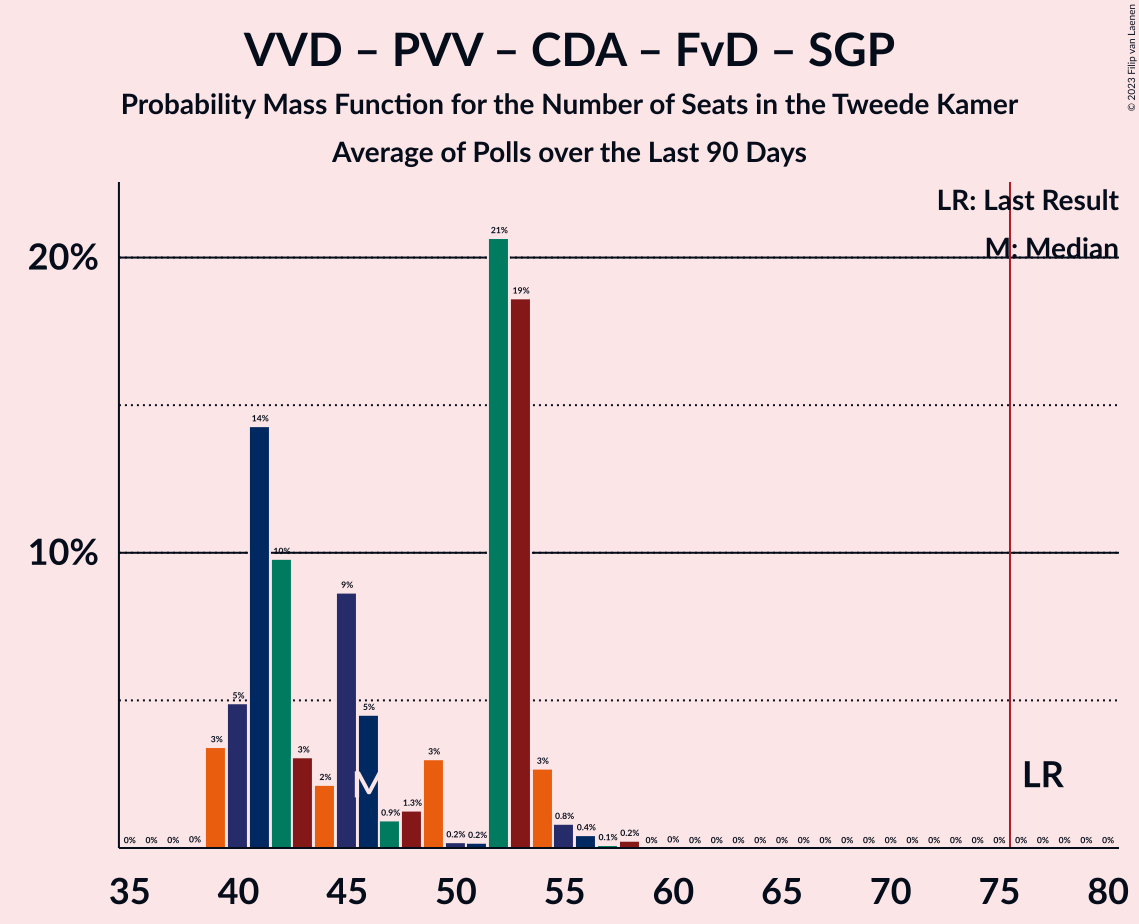 VVD – PVV – CDA – FvD – SGP
Probability Mass Function for the Number of Seats in the Tweede Kamer
Average of Polls over the Last 90 Days
© 2023 Filip van Laenen
LR: Last Result
M: Median
20%
10%
0% 0% 0% 0% 3% 5% 14% 10% 3% 2% 9% 5% 0.9% 1.3% 3% 0.2% 0.2% 21% 19% 3% 0.8% 0.4% 0.1% 0.2% 0% 0% 0% 0% 0% 0% 0% 0% 0% 0% 0% 0% 0% 0% 0% 0% 0% 0% 0% 0% 0% 0%
M
LR
35 40 45 50 55 60 65 70 75 80